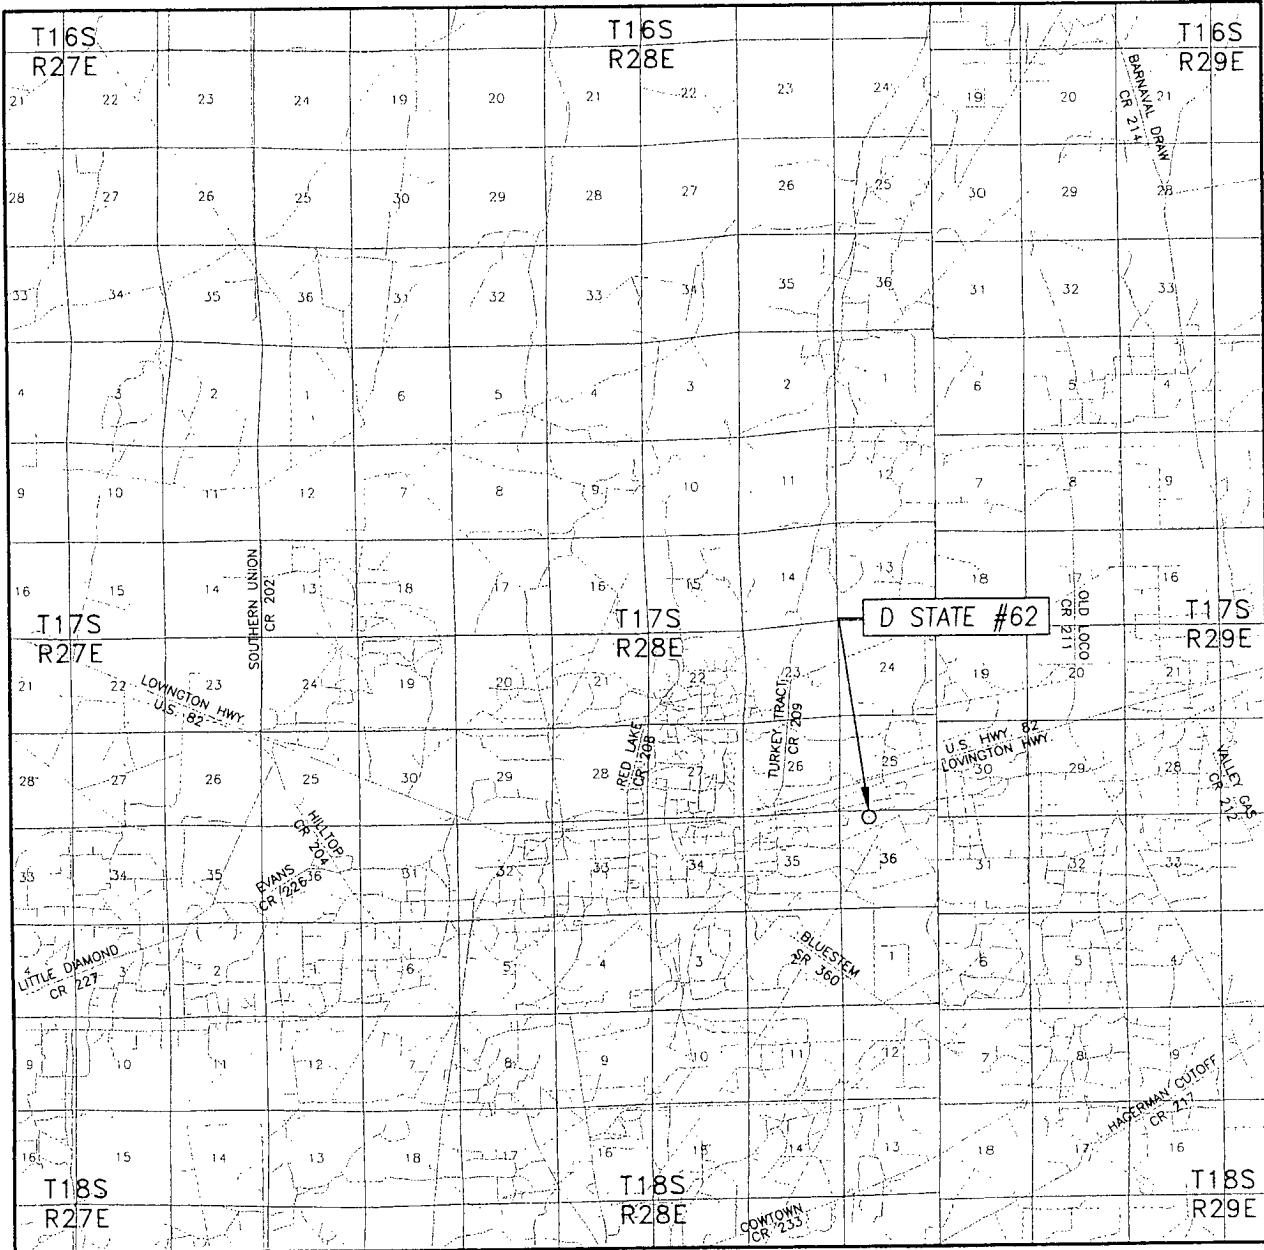 T16S
R27E
T16S
R28E
T16S
R29E
BARNAVAL DRAW
CR 214
21 22 23 24 19 20 21 22 23 24 19 20 21
28 27 26 25 30 29 28 27 26 25 30 29 28
33 34 35 36 31 32 33 34 35 36 31 32 33
4 3 2 1 6 5 4 3 2 1 6 5 4
9 10 11 12 7 8 9 10 11 12 7 8 9
16 15 14 13 18 17 16 15 14 13 18 17 16
SOUTHERN UNION
CR 202
T17S
R27E
T17S
R28E
D STATE #62
OLD LOCO
CR 211
T17S
R29E
21 22 23 24 19 20 21 22 23 24 19 20 21
LOVINGTON HWY
U.S. 82
RED LAKE
CR 208
TURKEY TRACT
CR 209
U.S. HWY 82
LOVINGTON HWY
VALLEY GAS
CR 212
28 27 26 25 30 29 28 27 26 25 30 29 28
HILLTOP
CR 204
EVANS
CR 226
33 34 35 36 31 32 33 34 35 36 31 32 33
LITTLE DIAMOND
CR 227
BLUESTEM
SR 360
4 3 2 1 6 5 4 3 1 6 5 4
9 10 11 12 7 8 9 10 11 12 7 8 9
HAGERMAN CUTOFF
CR 217
16 15 14 13 18 17 16 15 14 13 18 17 16
T18S
R27E
T18S
R28E
COWTOWN
CR 233
T18S
R29E